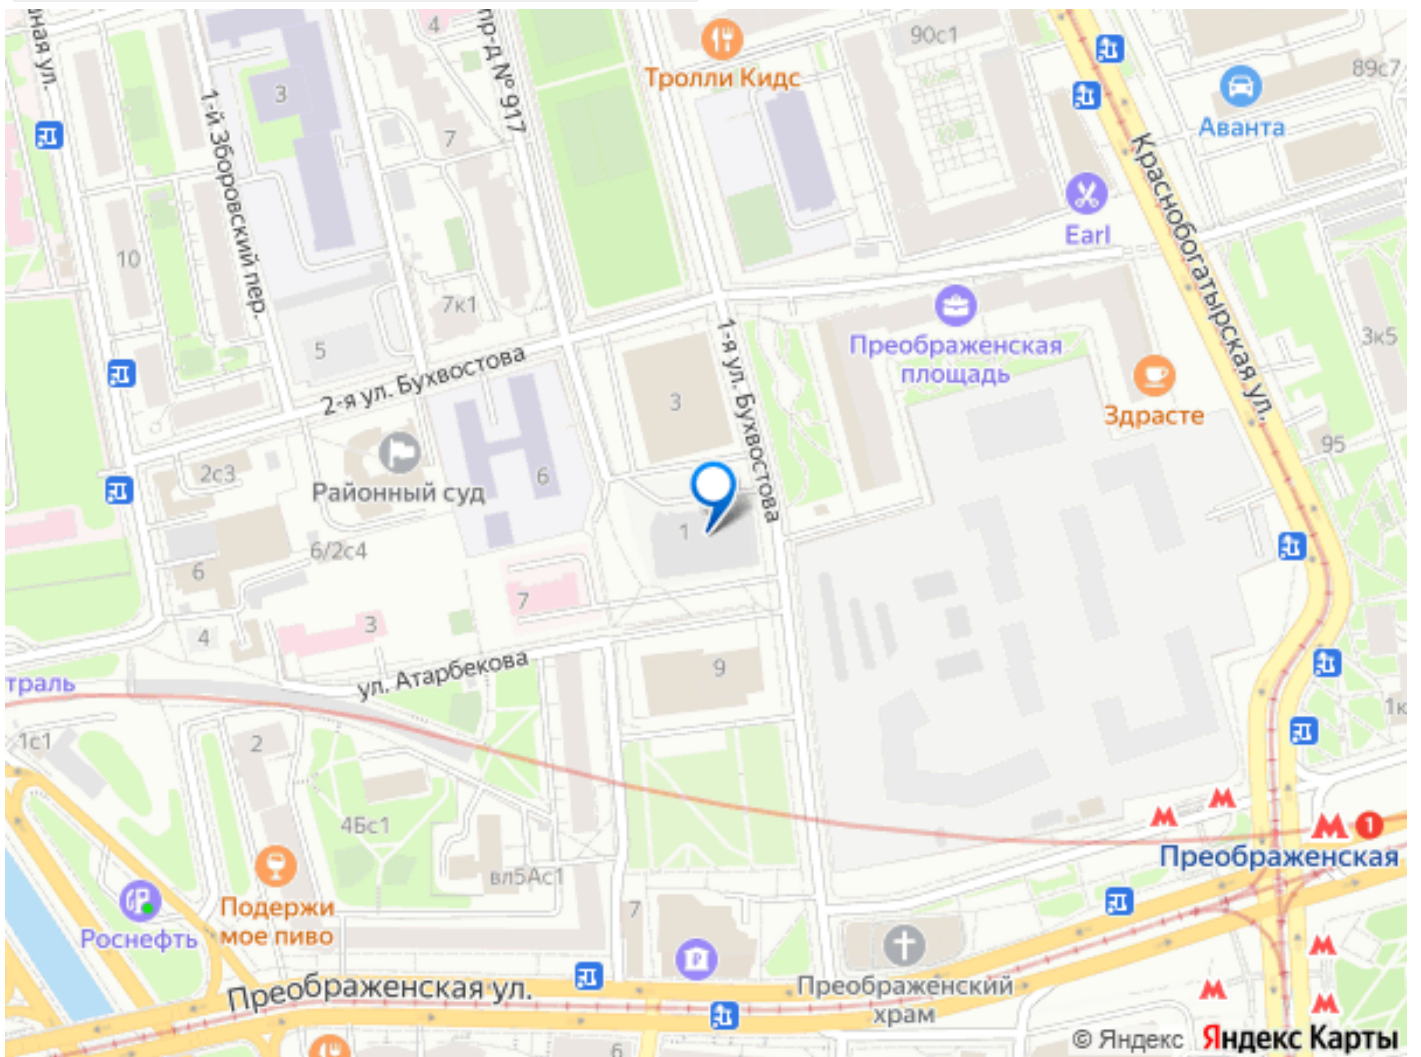 4
90с1
Тролли Кидс
89с7
Аванта
пр-д № 917
3
1-й Зборовский пер.
7
Краснобогатырская ул.
Earl
10
7к1
5
Преображенская
площадь
3к5
2-я ул. Бухвостова
1-я ул. Бухвостова
3
Здрасте
95
2с3
Районный суд
6
1
6/2с4
6
7
3
4
9
ул. Атарбекова
траль
1с1
2
4Бс1
вл5Ас1
М 1
Преображенская
Подержи
мое пиво
Роснефть
7
P
Преображенский
храм
Преображенская ул.
6
© Яндекс Яндекс Карты